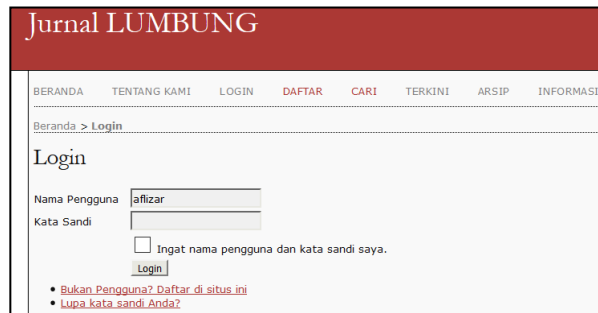 Jurnal LUMBUNG
BERANDA TENTANG KAMI LOGIN DAFTAR CARI TERKINI ARSIP INFORMASI
Beranda > Login
Login
Nama Pengguna aflizar
Kata Sandi
Ingat nama pengguna dan kata sandi saya.
Login
Bukan Pengguna? Daftar di situs ini
Lupa kata sandi Anda?